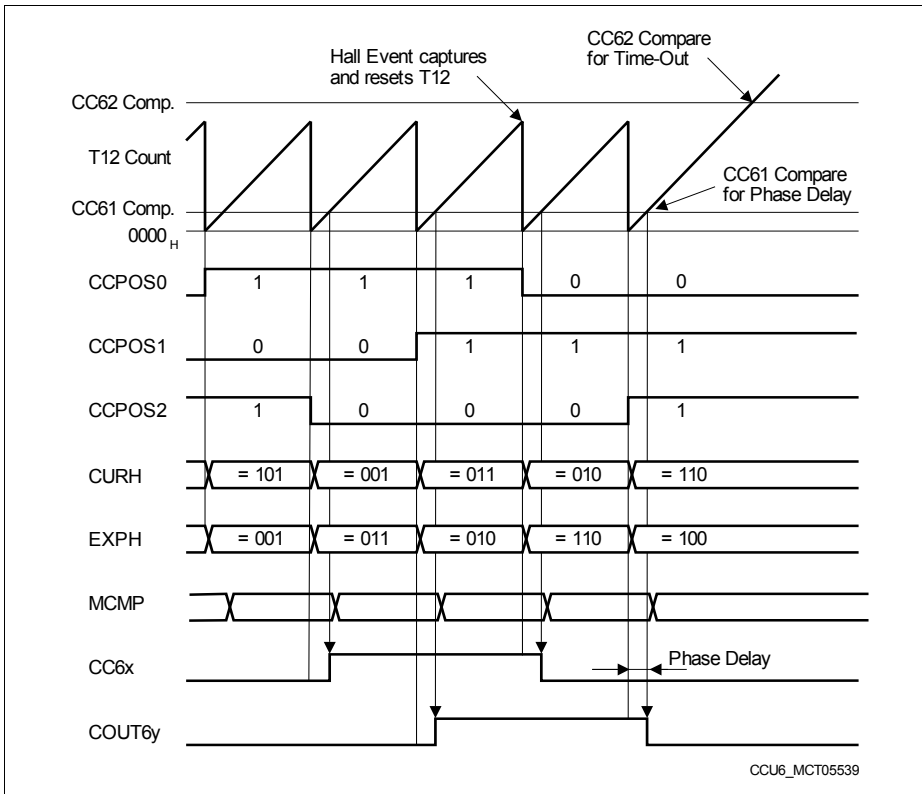 CC62 Compare
for Time-Out
Hall Event captures
and resets T12
CC62 Comp.
T12 Count
CC61 Compare
for Phase Delay
CC61 Comp.
0000 H
CCPOS0 1 1 1 0 0
CCPOS1 0 0 1 1 1
CCPOS2 1 0 0 0 1
CURH = 101 = 001 = 011 = 010 = 110
EXPH = 001 = 011 = 010 = 110 = 100
MCMP
CC6x
Phase Delay
COUT6y
CCU6_MCT05539